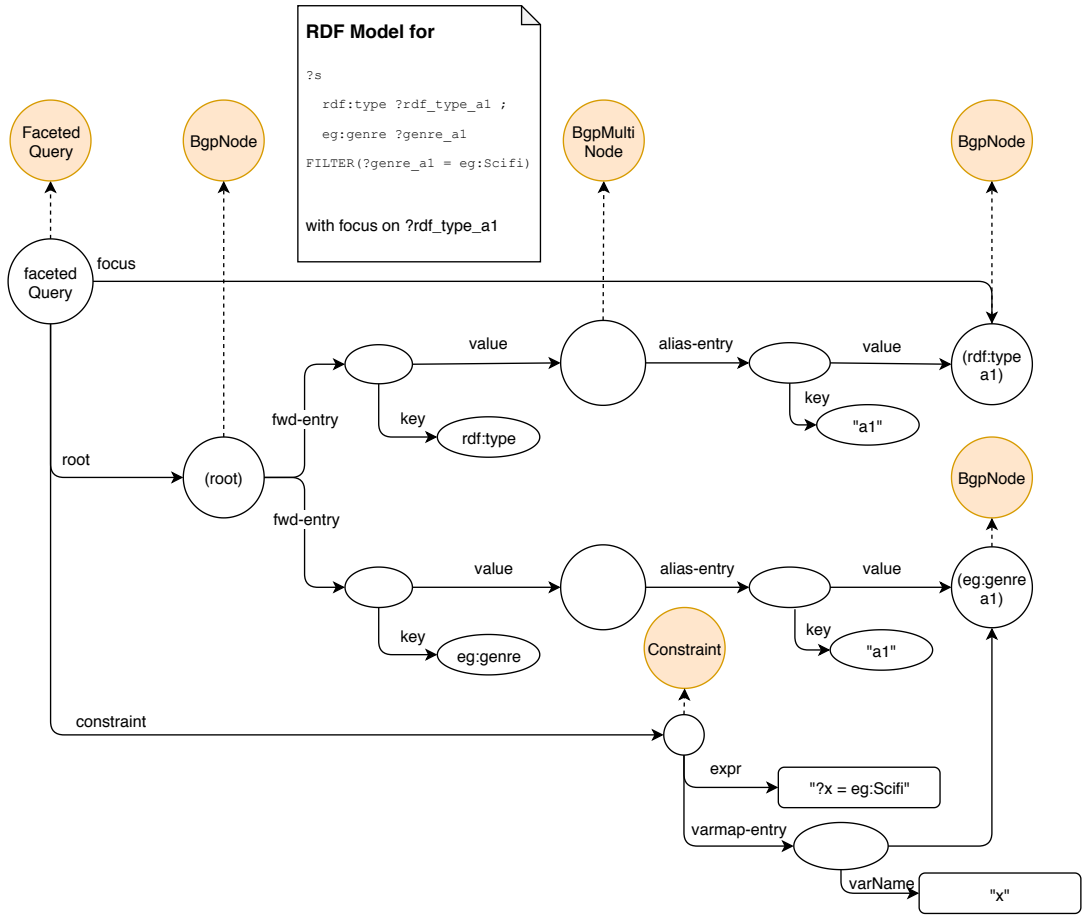 RDF Model for
?s
rdf:type ?rdf_type_a1 ;
eg:genre ?genre_a1
FILTER(?genre_a1 = eg:Scifi)
with focus on ?rdf_type_a1
Faceted
Query
BgpNode
BgpMulti
Node
BgpNode
faceted
Query
focus
value
alias-entry
value
(rdf:type
a1)
key
rdf:type
key
"a1"
fwd-entry
root
(root)
BgpNode
fwd-entry
value
alias-entry
value
(eg:genre
a1)
key
eg:genre
key
"a1"
Constraint
constraint
expr
"?x = eg:Scifi"
varmap-entry
varName
"x"